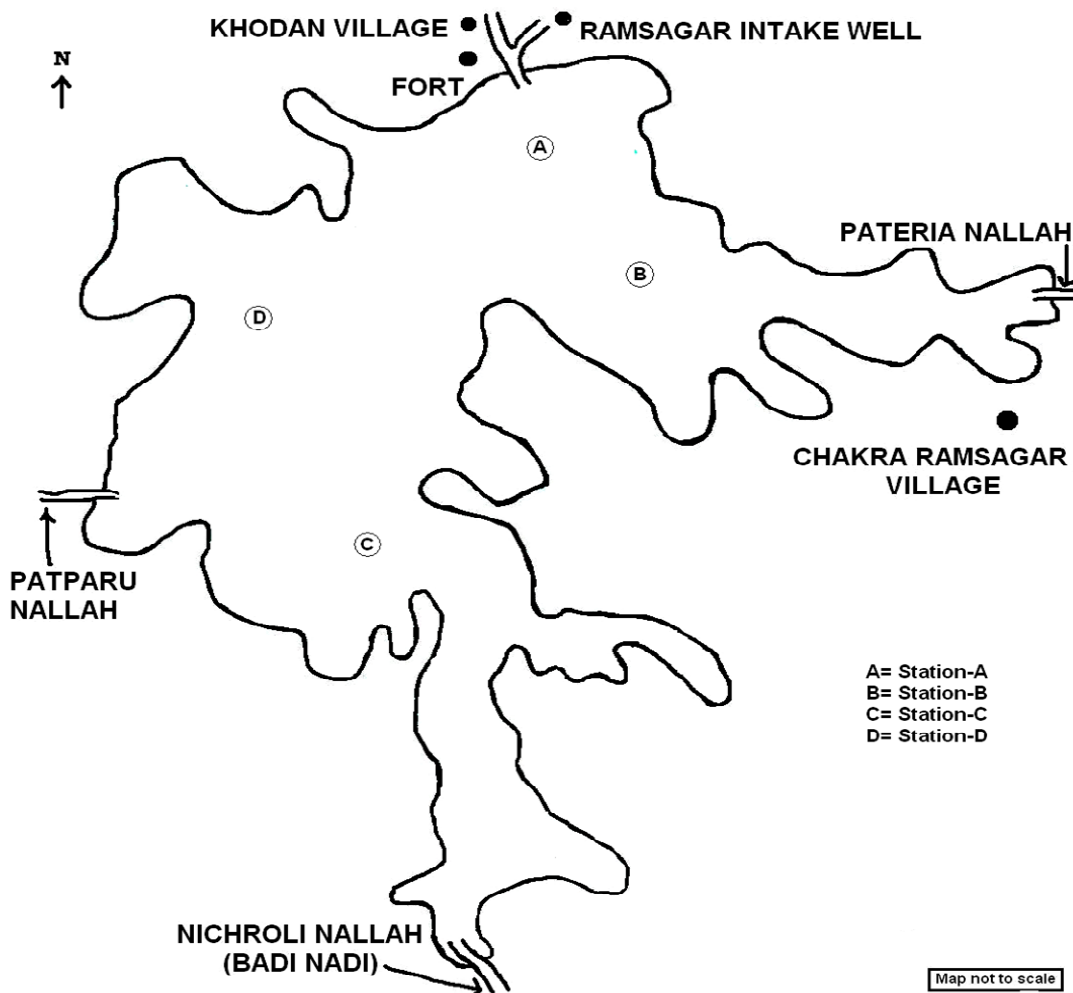 KHODAN VILLAGE
RAMSAGAR INTAKE WELL
N
FORT
A
PATERIA NALLAH
B
D
CHAKRA RAMSAGAR
VILLAGE
C
PATPARU
NALLAH
A= Station-A
B= Station-B
C= Station-C
D= Station-D
NICHROLI NALLAH
(BADI NADI)
Map not to scale